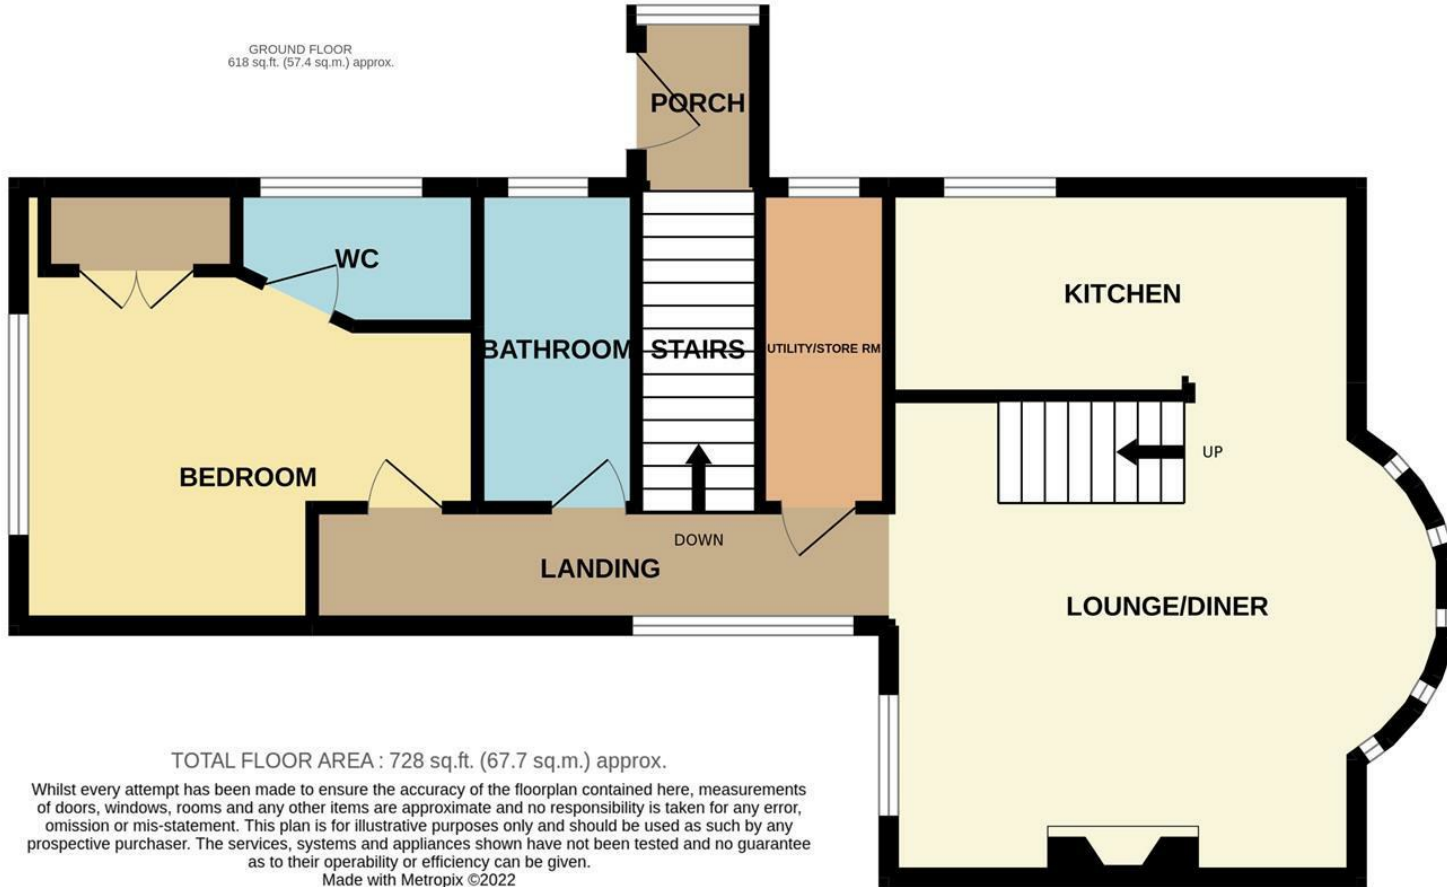 GROUND FLOOR
618 sq.ft. (57.4 sq.m.) approx.
PORCH
WC
KITCHEN
BATHROOM
STAIRS
UTILITY/STORE RM
UP
BEDROOM
DOWN
LANDING
LOUNGE/DINER
TOTAL FLOOR AREA : 728 sq.ft. (67.7 sq.m.) approx.
Whilst every attempt has been made to ensure the accuracy of the floorplan contained here, measurements
of doors, windows, rooms and any other items are approximate and no responsibility is taken for any error,
omission or mis-statement. This plan is for illustrative purposes only and should be used as such by any
prospective purchaser. The services, systems and appliances shown have not been tested and no guarantee
as to their operability or efficiency can be given.
Made with Metropix ©2022